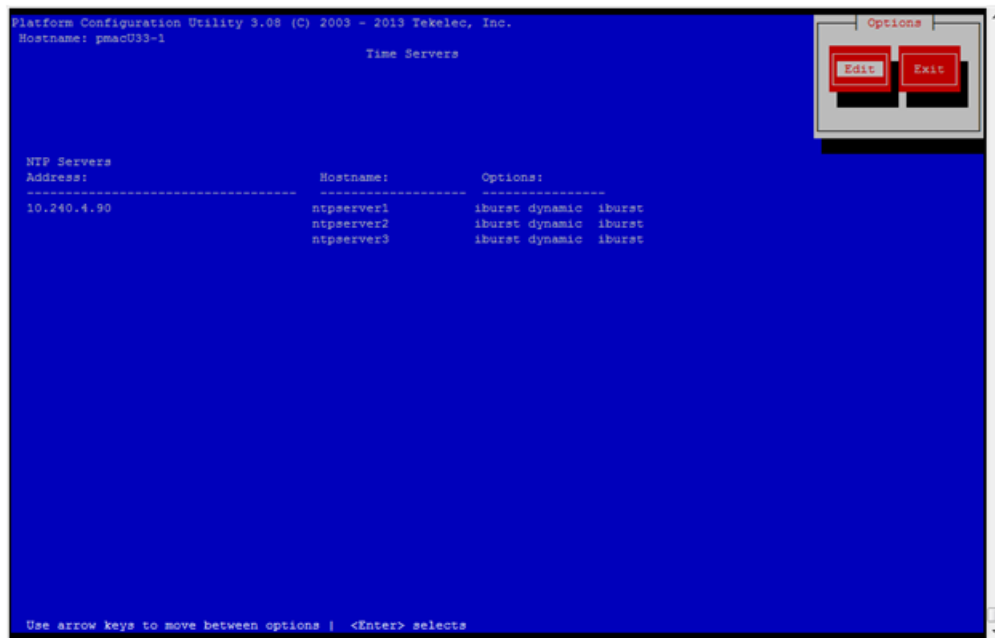 Platform Configuration Utility 3.08 (C) 2003 - 2013 Tekelec, Inc.
Hostname: pmacU33-1
Time Servers
Options
Edit Exit
NTP Servers
Address: Hostname: Options:
---------------------------------- ------------------- ----------------
10.240.4.90 ntpserver1 iburst dynamic iburst
ntpserver2 iburst dynamic iburst
ntpserver3 iburst dynamic iburst
Use arrow keys to move between options | <Enter> selects